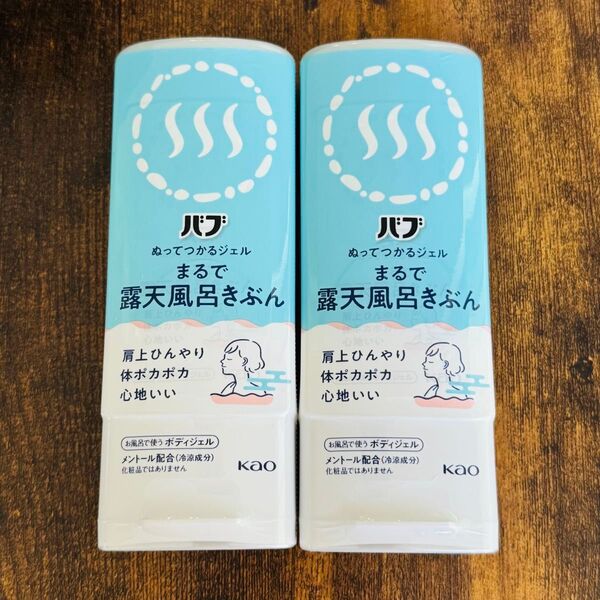 バブ
ぬってつかるジェル
まるで
露天風呂きぶん
肩上ひんやり
体ポカポカ
心地いい
お風呂で使うボディジェル
メントール配合(冷涼成分)
化粧品ではありません
Kao
バブ
ぬってつかるジェル
まるで
露天風呂きぶん
肩上ひんやり
体ポカポカ
心地いい
お風呂で使うボディジェル
メントール配合(冷涼成分)
化粧品ではありません
Kao